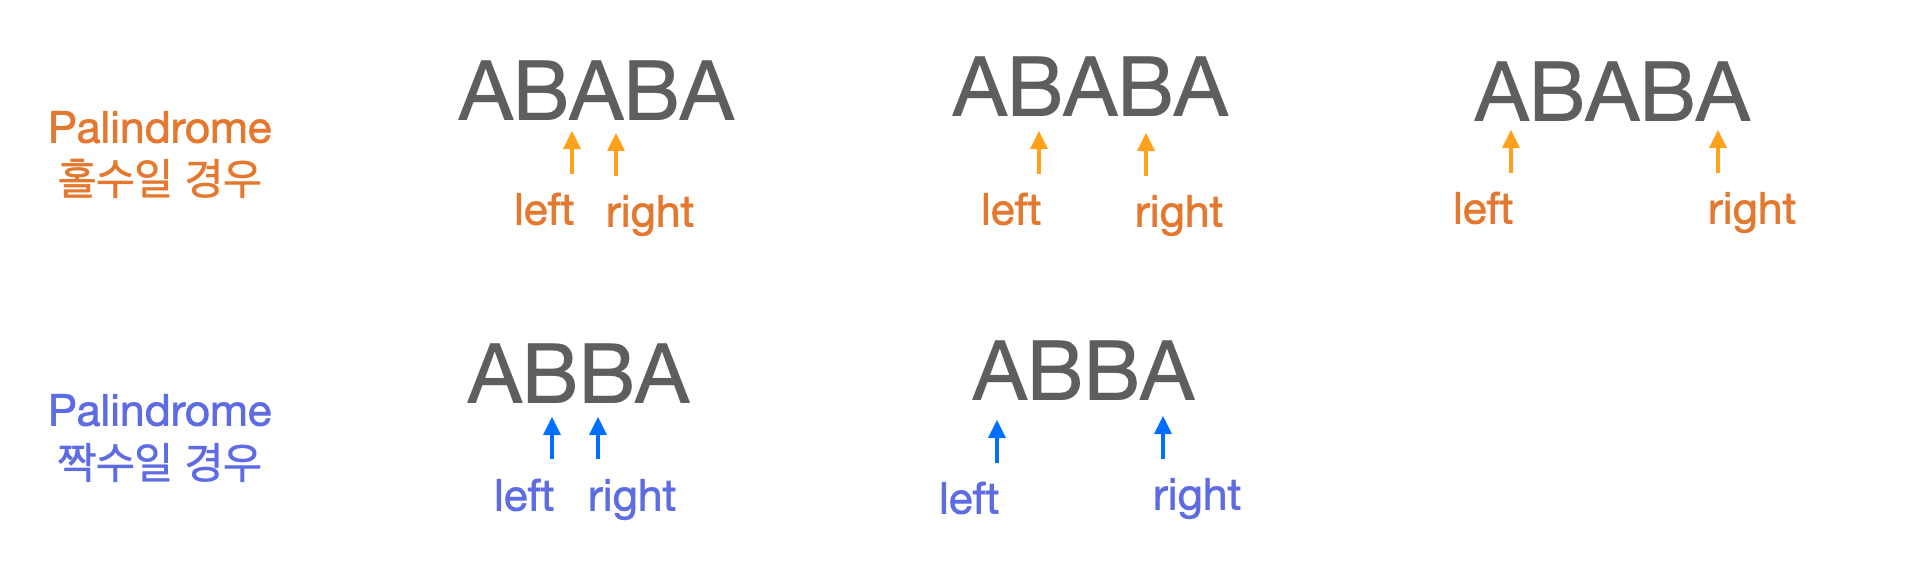 Palindrome
홀수일 경우
ABABA
left right
ABABA
left right
ABABA
left right
Palindrome
짝수일 경우
ABBA
left right
ABBA
left right